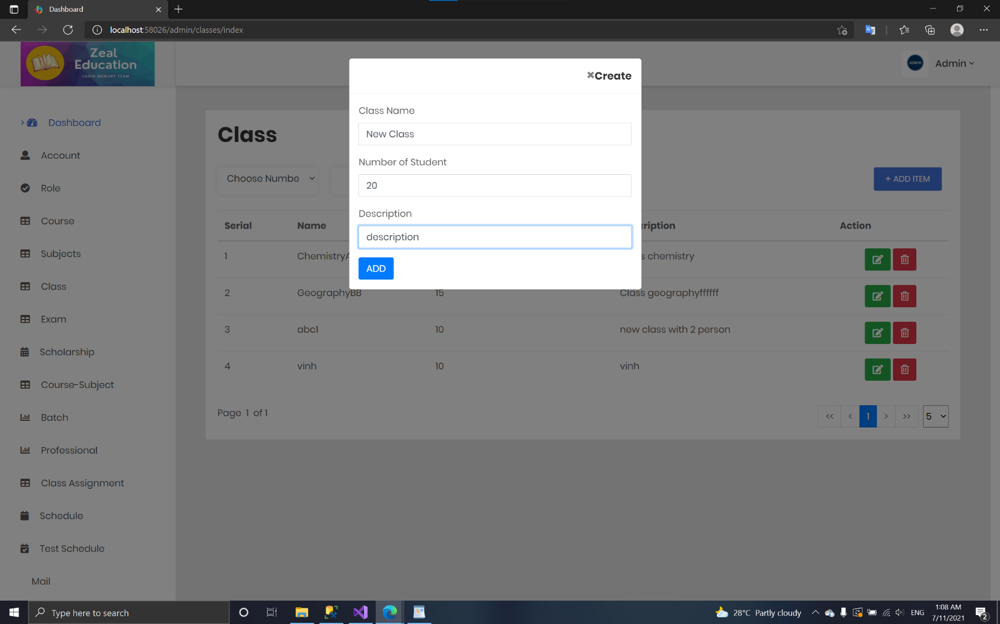 Dashboard
localhost:58026/admin/classes/index
Zeal
Education
LOGIN MEMORY TEAM
ADMIN
Admin
Create
Class Name
New Class
Number of Student
20
Description
description
ADD
Dashboard
Account
Role
Course
Subjects
Class
Exam
Scholarship
Course-Subject
Batch
Professional
Class Assignment
Schedule
Test Schedule
Mail
Class
Choose Numbe
+ ADD ITEM
Serial Name cription Action
1 ChemistryA s chemistry
2 GeographyBB 15 Class geographyffffff
3 abc1 10 new class with 2 person
4 vinh 10 vinh
Page 1 of 1
<< < 1 > >> 5
Type here to search
28°C Partly cloudy
ENG
1:08 AM
7/11/2021
2